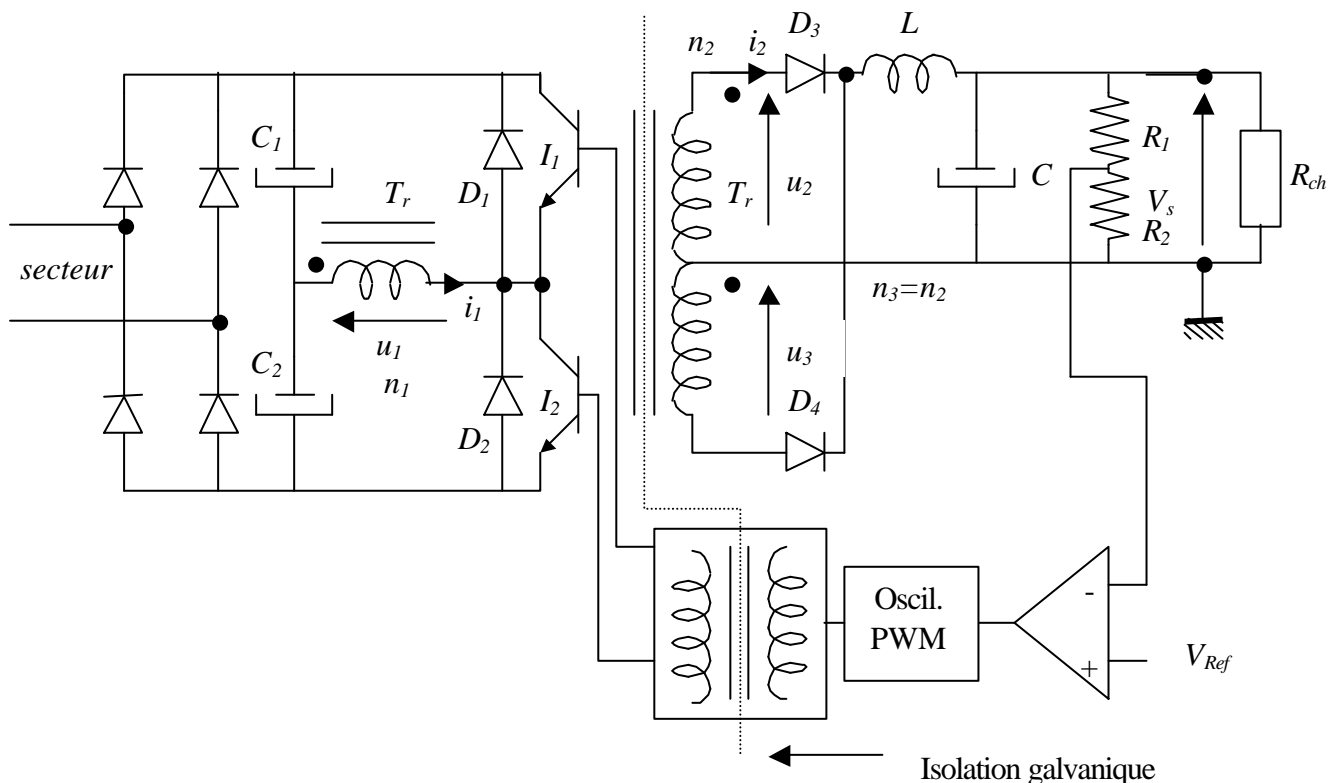 D3
L
n2
i2
C1
I1
D1
Tr
Tr
u2
C
R1
Vs
R2
Rch
secteur
i1
n3=n2
u1
n1
C2
u3
I2
D2
D4
Oscil.
PWM
-
+
VRef
Isolation galvanique